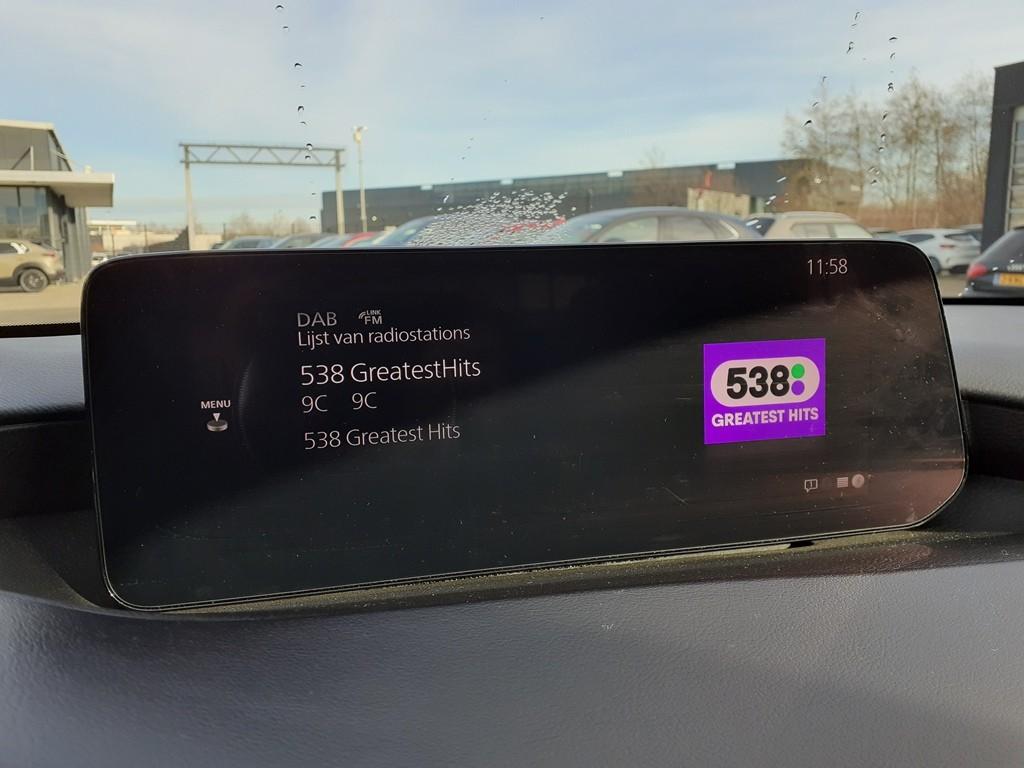 11:58
DAB LINK FM
Lijst van radiostations
538 GreatestHits
9C 9C
538 Greatest Hits
MENU
538
GREATEST HITS